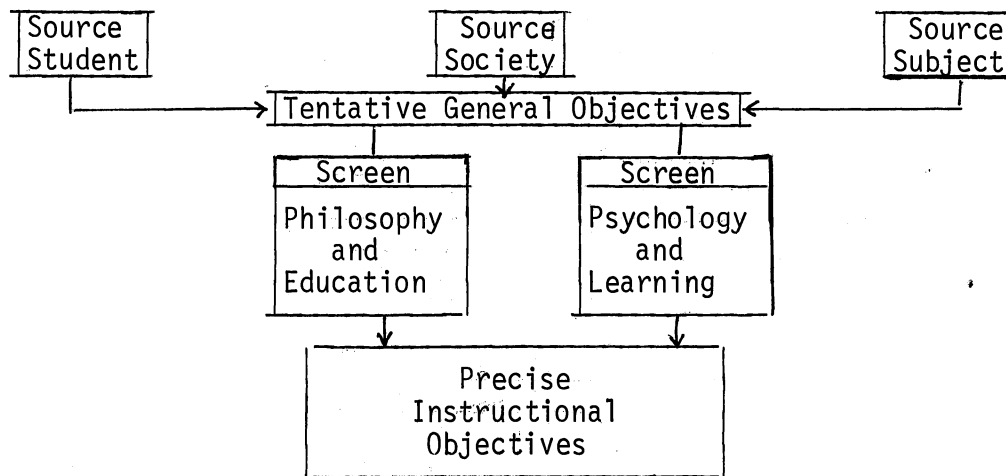 Source
Student
Source
Society
Source
Subject
Tentative General Objectives
Screen
Philosophy
and
Education
Screen
Psychology
and
Learning
Precise
Instructional
Objectives